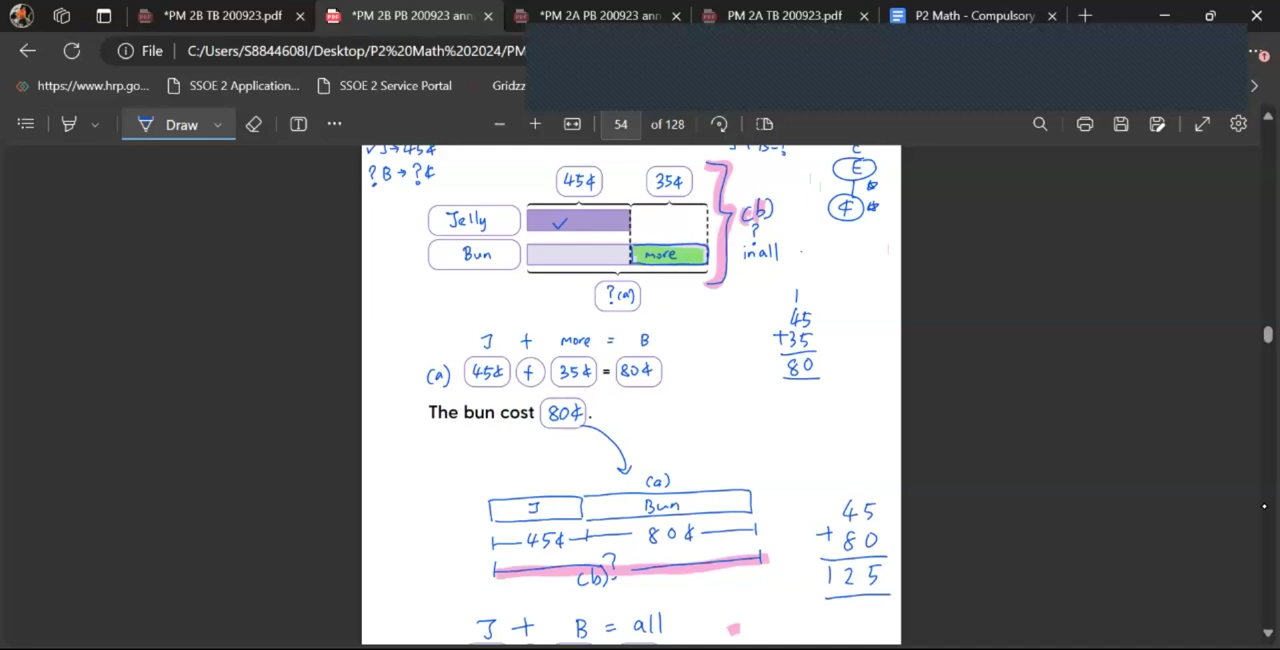 *PM 2B TB 200923.pdf
*PM 2B PB 200923 ann
*PM 2A PB 200923 ann
PM 2A TB 200923.pdf
P2 Math - Compulsory
File
C:/Users/S8844608I/Desktop/P2%20Math%202024/PM
https://www.hrp.go...
SSOE 2 Application...
SSOE 2 Service Portal
Gridzz
Draw
54
of 128
✓ J → 45¢
? B → ?¢
45¢
35¢
E
¢
Jelly
✓
(b)
?
in all
Bun
more
?(a)
1
45
+35
80
J + more = B
(a) 45¢ + 35¢ = 80¢
The bun cost 80¢.
(a)
J
Bun
45¢
80¢
?
(b)
45
+ 80
125
J + B = all